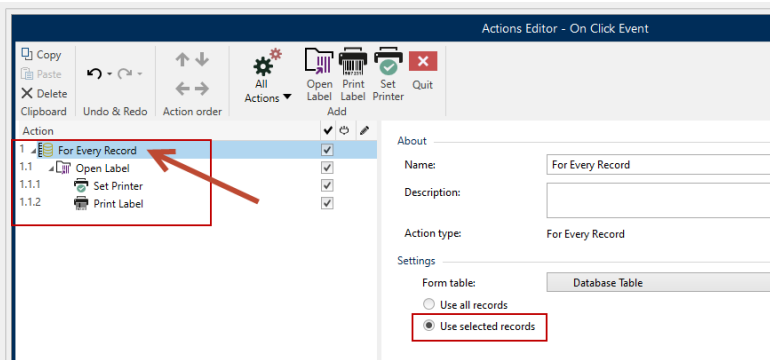 Actions Editor - On Click Event
Copy
Paste
Delete
Clipboard
Undo & Redo
Action order
All
Actions
Open
Label
Print
Label
Set
Printer
Quit
Add
Action
1 For Every Record
1.1 Open Label
1.1.1 Set Printer
1.1.2 Print Label
About
Name: For Every Record
Description:
Action type: For Every Record
Settings
Form table: Database Table
Use all records
Use selected records